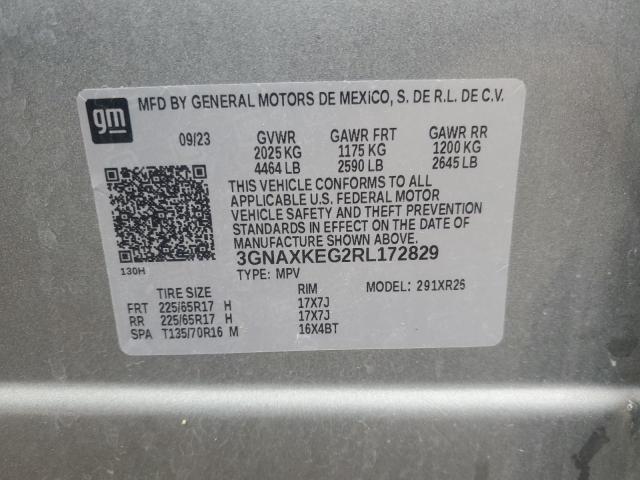 gm
MFD BY GENERAL MOTORS DE MEXICO, S. DE R.L. DE C.V.
09/23 GVWR GAWR FRT GAWR RR
2025 KG 1175 KG 1200 KG
4464 LB 2590 LB 2645 LB
THIS VEHICLE CONFORMS TO ALL
APPLICABLE U.S. FEDERAL MOTOR
VEHICLE SAFETY AND THEFT PREVENTION
STANDARDS IN EFFECT ON THE DATE OF
MANUFACTURE SHOWN ABOVE.
130H
3GNAXKEG2RL172829
TYPE: MPV
TIRE SIZE RIM MODEL: 291XR26
FRT 225/65R17 H 17X7J
RR 225/65R17 H 17X7J
SPA T135/70R16 M 16X4BT